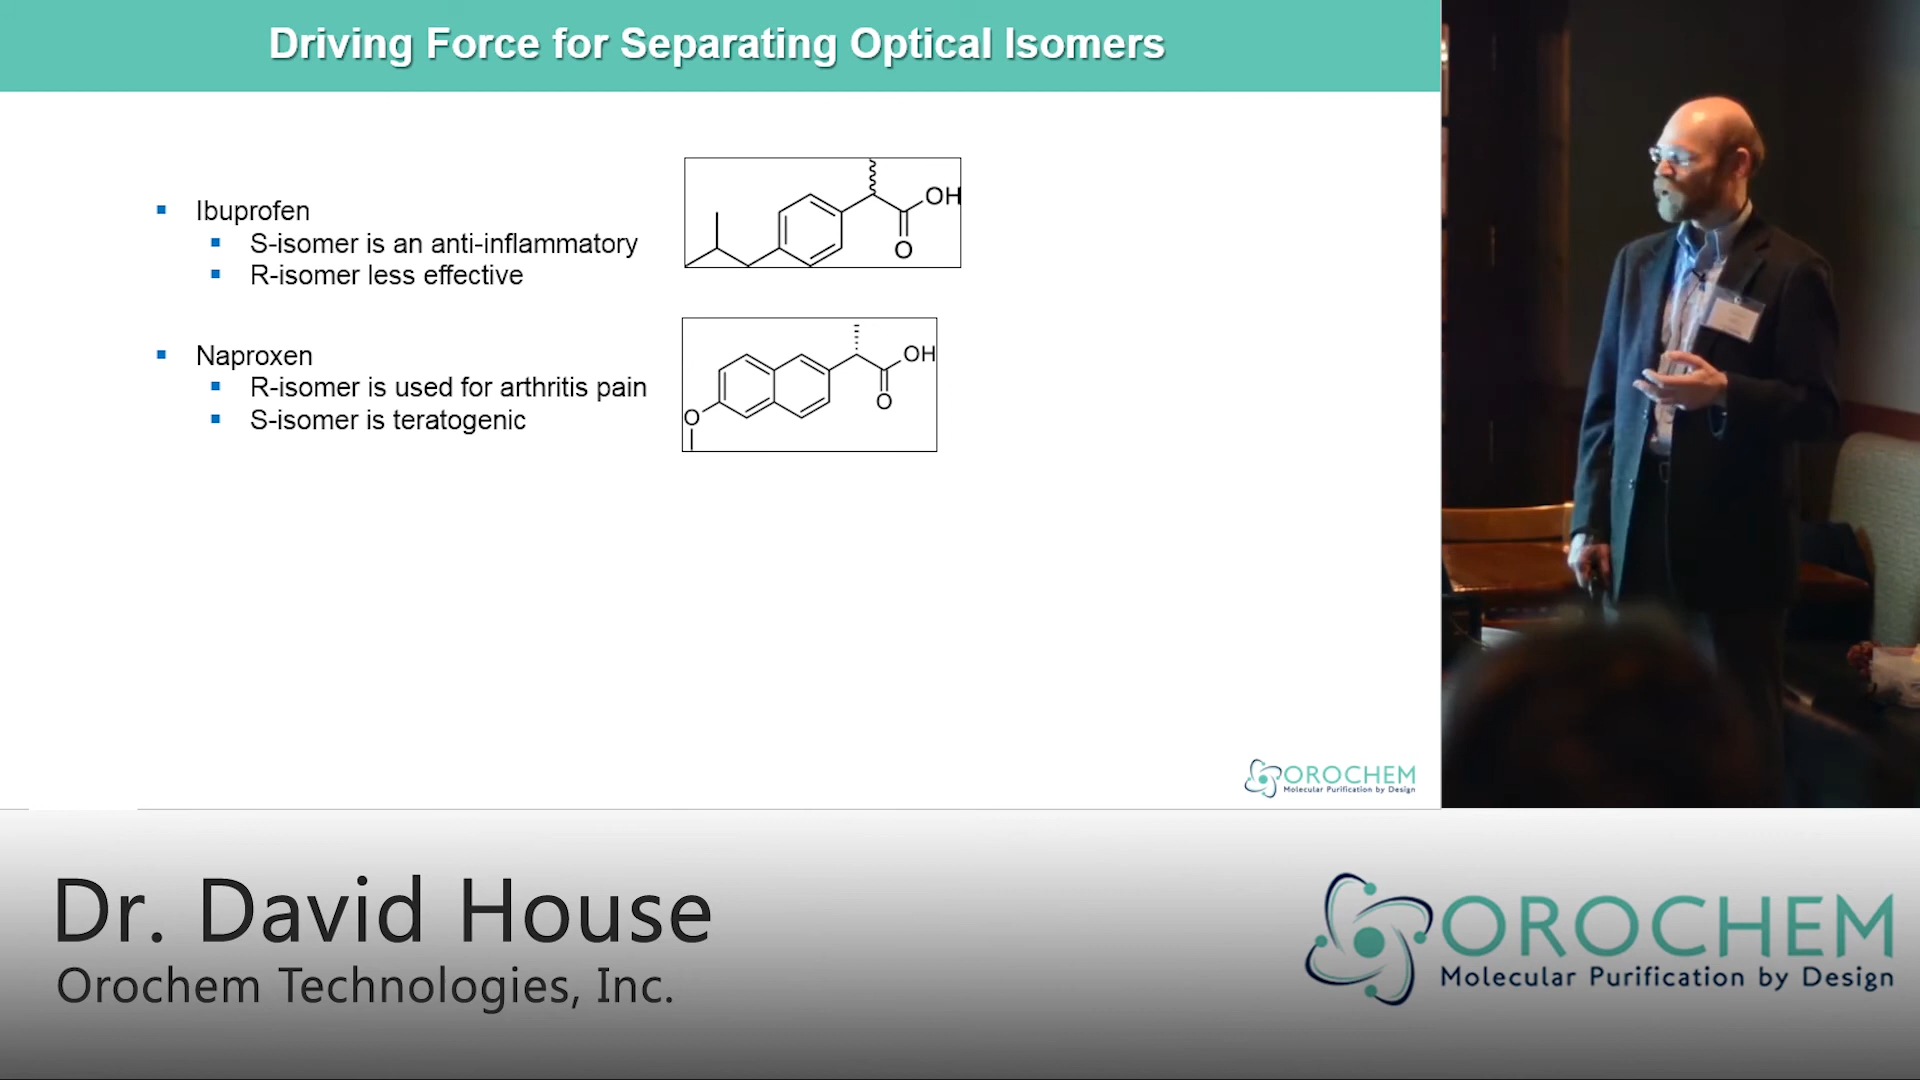 Driving Force for Separating Optical Isomers
Ibuprofen
S-isomer is an anti-inflammatory
R-isomer less effective
OH
O
Naproxen
R-isomer is used for arthritis pain
S-isomer is teratogenic
OH
O
O
OROCHEM
Molecular Purification by Design
Dr. David House
Orochem Technologies, Inc.
OROCHEM
Molecular Purification by Design